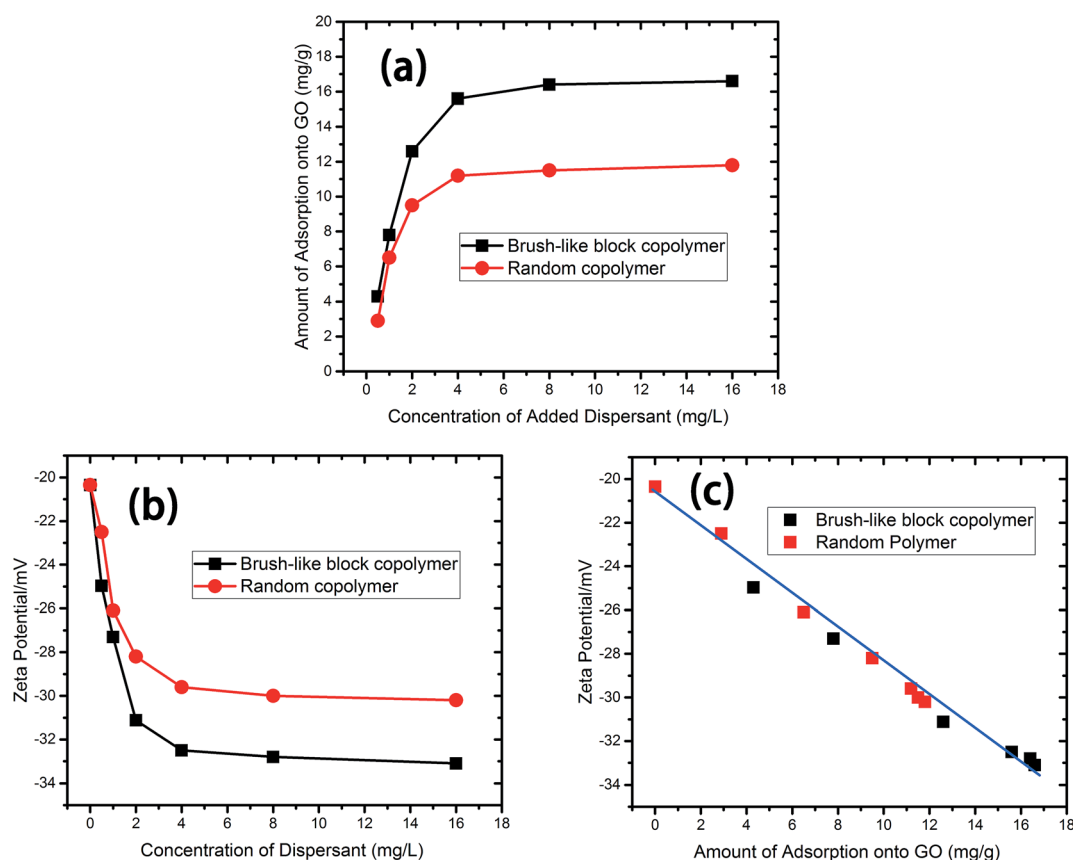 (a)
Amount of Adsorption onto GO (mg/g)
20
18
16
14
12
10
8
6
4
2
0
Brush-like block copolymer
Random copolymer
0 2 4 6 8 10 12 14 16 18
Concentration of Added Dispersant (mg/L)
(b)
Zeta Potential/mV
-20
-22
-24
-26
-28
-30
-32
-34
Brush-like block copolymer
Random copolymer
0 2 4 6 8 10 12 14 16 18
Concentration of Dispersant (mg/L)
(c)
Zeta Potential/mV
-20
-22
-24
-26
-28
-30
-32
-34
Brush-like block copolymer
Random Polymer
0 2 4 6 8 10 12 14 16 18
Amount of Adsorption onto GO (mg/g)